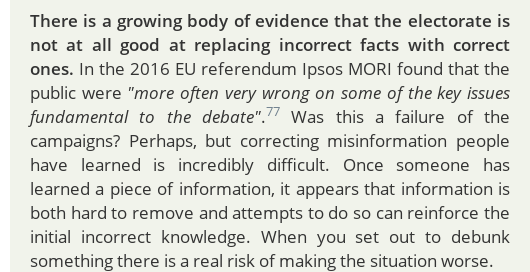 There is a growing body of evidence that the electorate is
not at all good at replacing incorrect facts with correct
ones. In the 2016 EU referendum Ipsos MORI found that the
public were "more often very wrong on some of the key issues
fundamental to the debate".77 Was this a failure of the
campaigns? Perhaps, but correcting misinformation people
have learned is incredibly difficult. Once someone has
learned a piece of information, it appears that information is
both hard to remove and attempts to do so can reinforce the
initial incorrect knowledge. When you set out to debunk
something there is a real risk of making the situation worse.